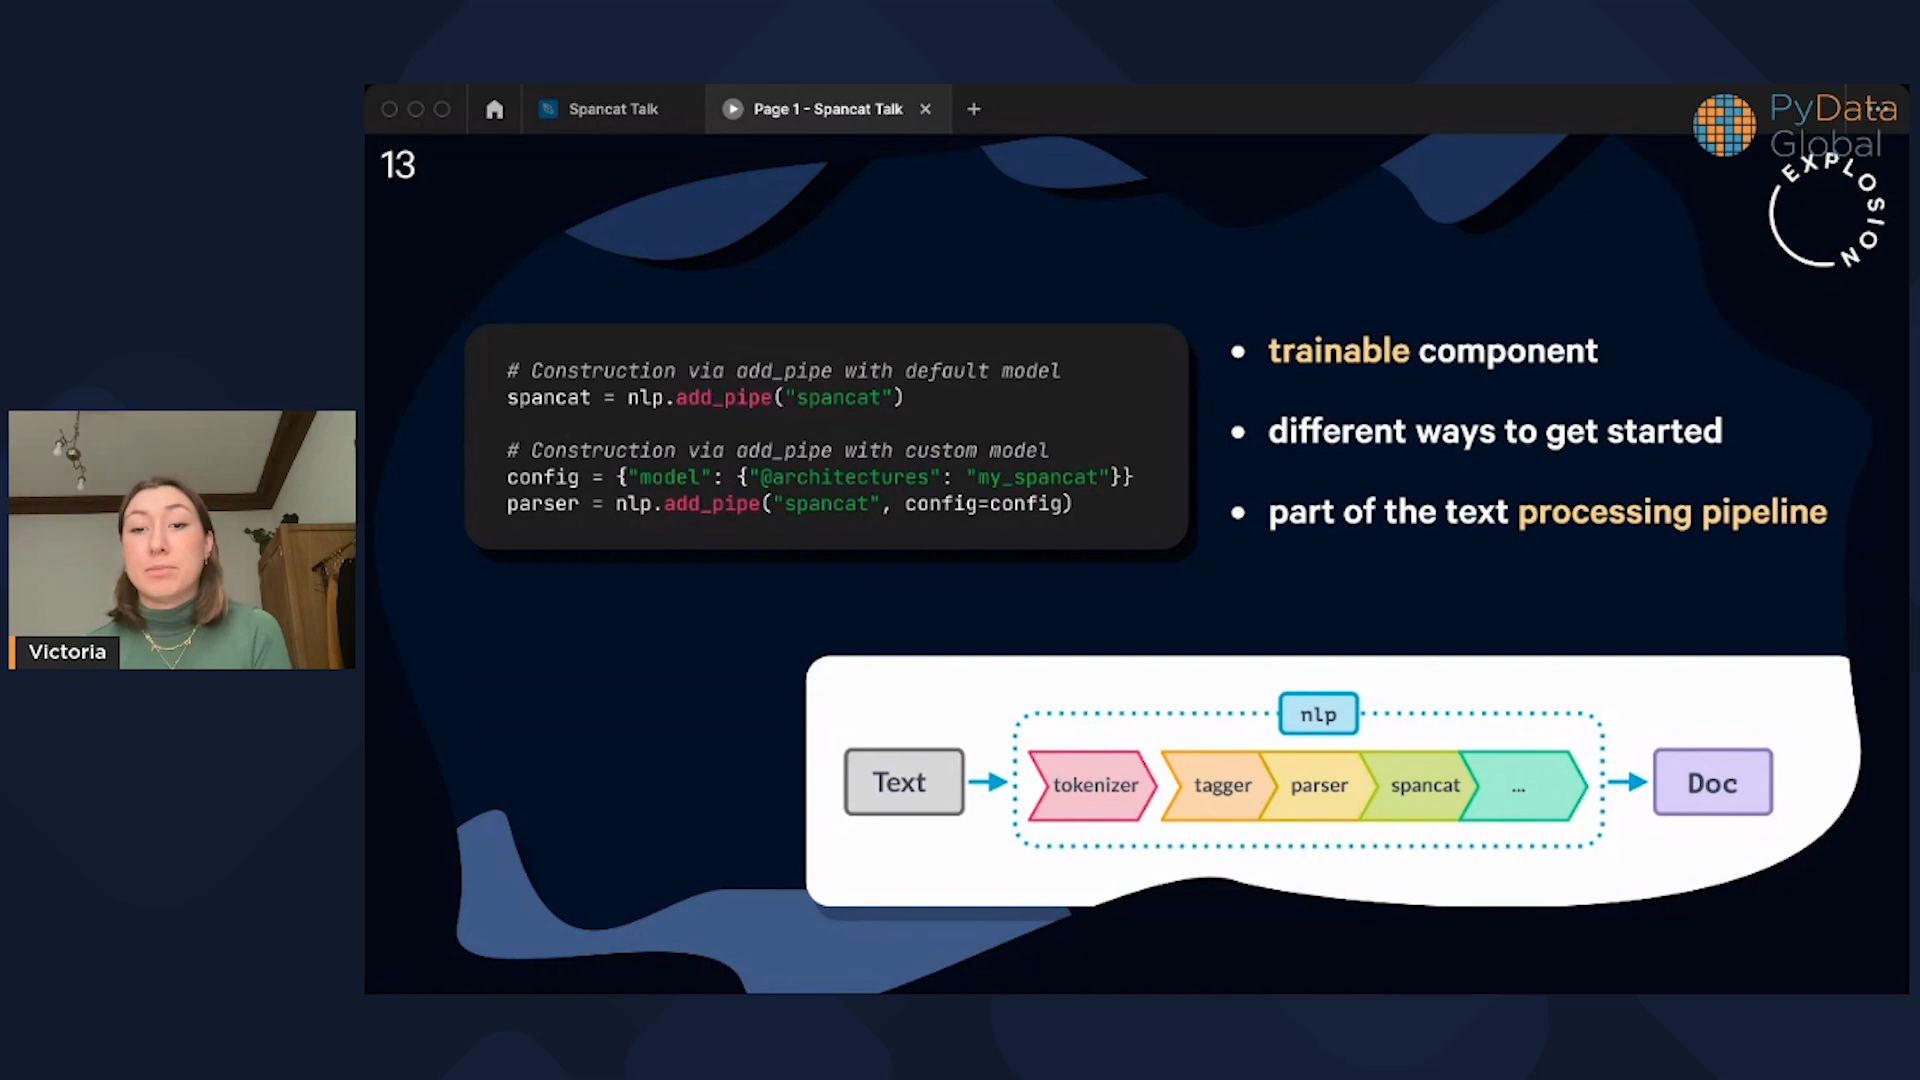 Spancat Talk
Page 1 - Spancat Talk
PyData
Global
13
EXPLOSION
# Construction via add_pipe with default model
spancat = nlp.add_pipe("spancat")
# Construction via add_pipe with custom model
config = {"model": {"@architectures": "my_spancat"}}
parser = nlp.add_pipe("spancat", config=config)
• trainable component
• different ways to get started
• part of the text processing pipeline
Victoria
nlp
Text
tokenizer
tagger
parser
spancat
...
Doc